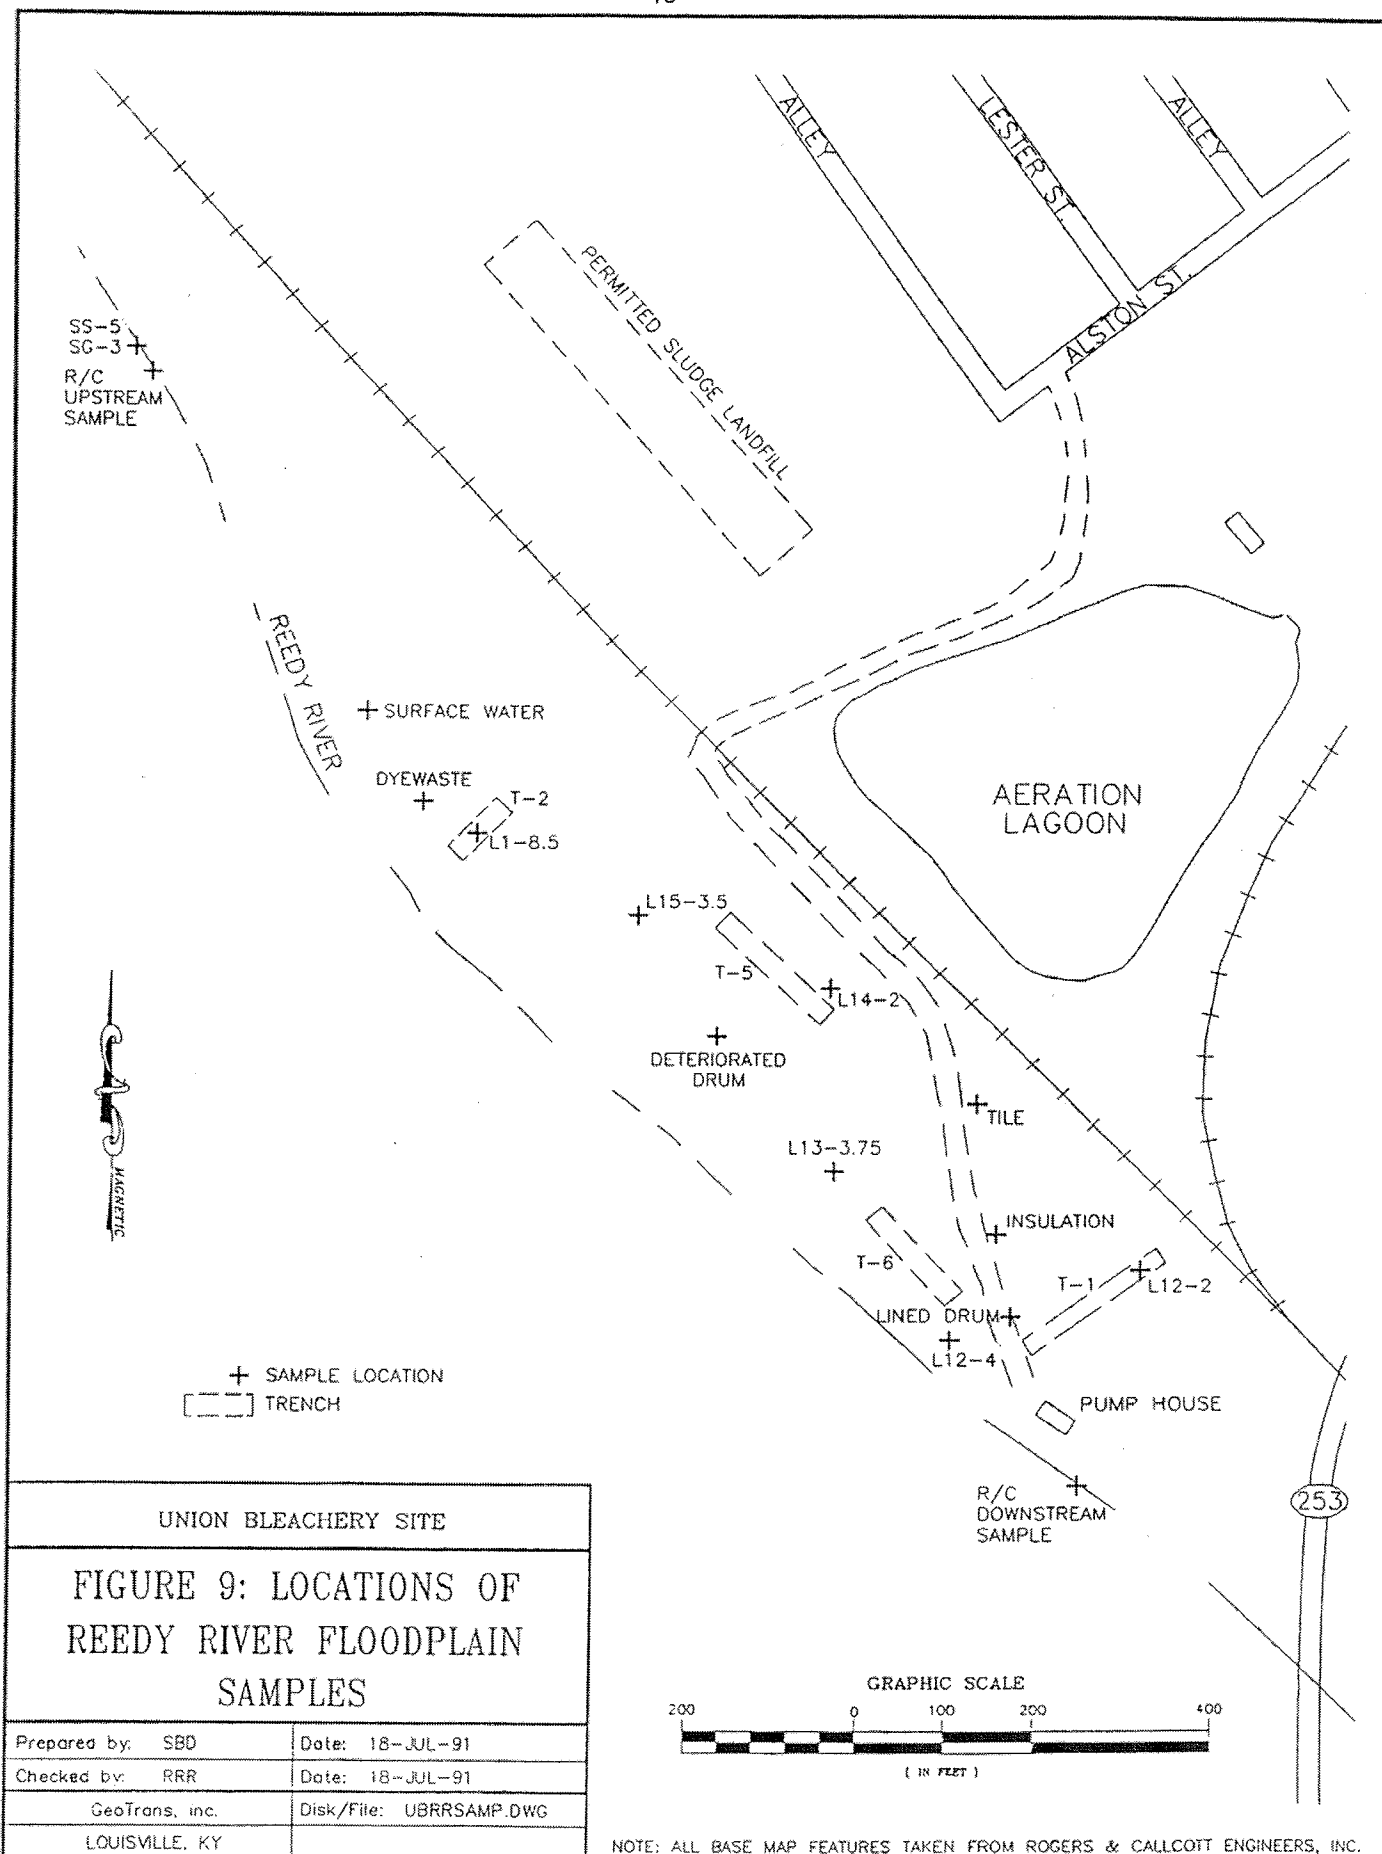 ALLEY
LESTER ST.
ALLEY
ALSTON ST.
PERMITTED SLUDGE LANDFILL
SS-5
SG-3
R/C
UPSTREAM
SAMPLE
REEDY RIVER
SURFACE WATER
DYEWASTE
T-2
L1-8.5
AERATION
LAGOON
L15-3.5
T-5
L14-2
DETERIORATED
DRUM
TILE
L13-3.75
MAGNETIC
INSULATION
T-6
T-1
L12-2
LINED DRUM
L12-4
SAMPLE LOCATION
TRENCH
PUMP HOUSE
R/C
DOWNSTREAM
SAMPLE
253
UNION BLEACHERY SITE
FIGURE 9: LOCATIONS OF
REEDY RIVER FLOODPLAIN
SAMPLES
Prepared by: SBD Date: 18-JUL-91
Checked by: RRR Date: 18-JUL-91
GeoTrans, inc. Disk/File: UBRRSAMP.DWG
LOUISVILLE, KY
GRAPHIC SCALE
200 0 100 200 400
( IN FEET )
NOTE: ALL BASE MAP FEATURES TAKEN FROM ROGERS & CALLCOTT ENGINEERS, INC.